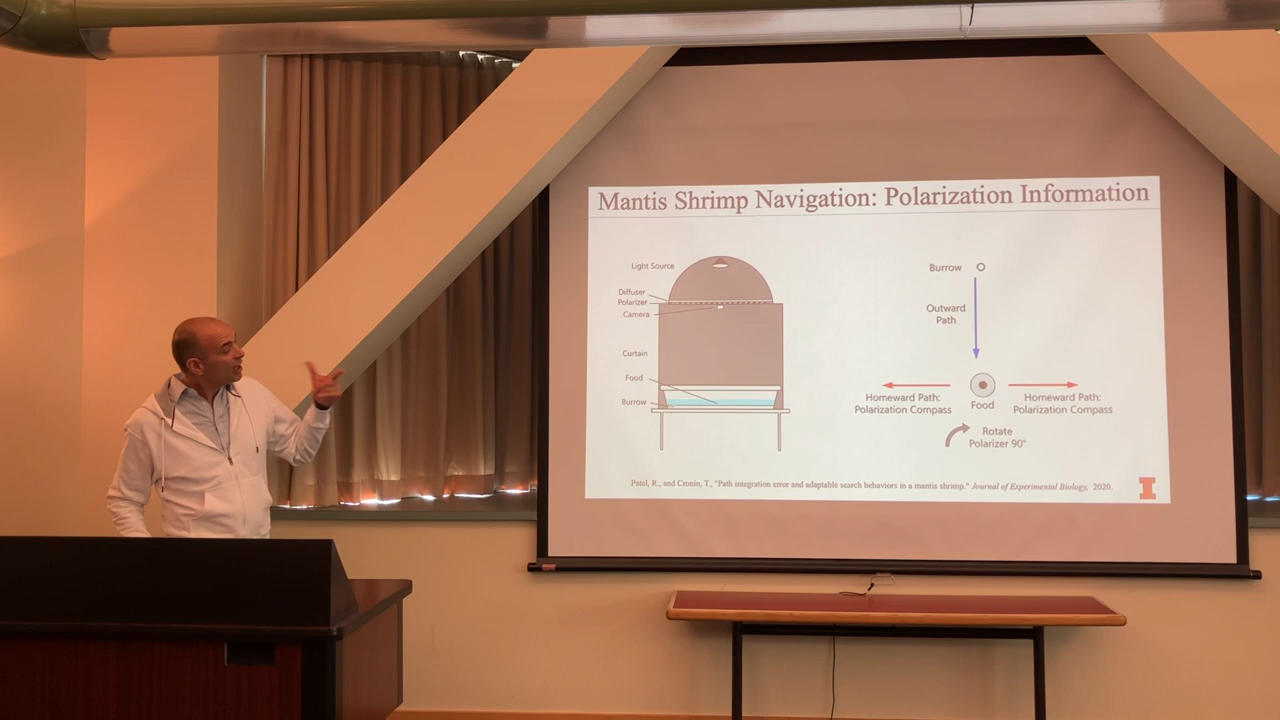 Mantis Shrimp Navigation: Polarization Information
Light Source
Diffuser
Polarizer
Camera
Curtain
Food
Burrow
Burrow
Outward
Path
Homeward Path:
Polarization Compass
Food
Homeward Path:
Polarization Compass
Rotate
Polarizer 90°
Patel, R., and Cronin, T., "Path integration error and adaptable search behaviors in a mantis shrimp." Journal of Experimental Biology, 2020.
I